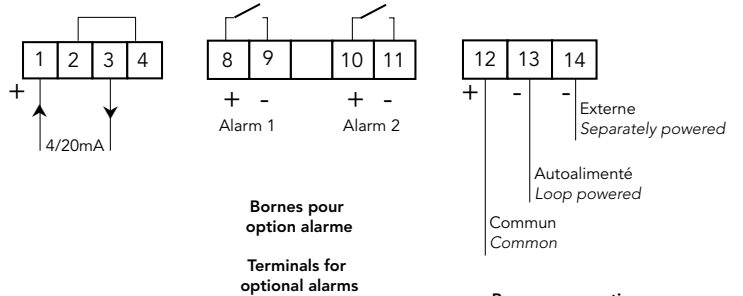 1 2 3 4
+
4/20mA
8 9 10 11
+ - + -
Alarm 1 Alarm 2
Bornes pour
option alarme
Terminals for
optional alarms
12 13 14
+ - -
Externe
Separately powered
Autoalimenté
Loop powered
Commun
Common